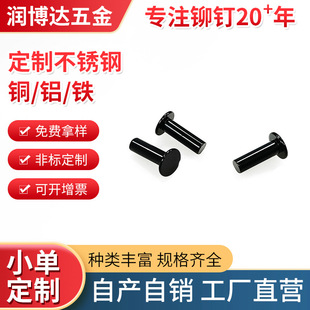 润博达五金
专注铆钉20+年
定制不锈钢
铜/铝/铁
免费拿样
非标定制
可开增票
小单
定制
种类丰富 规格齐全
自产自销 工厂直营